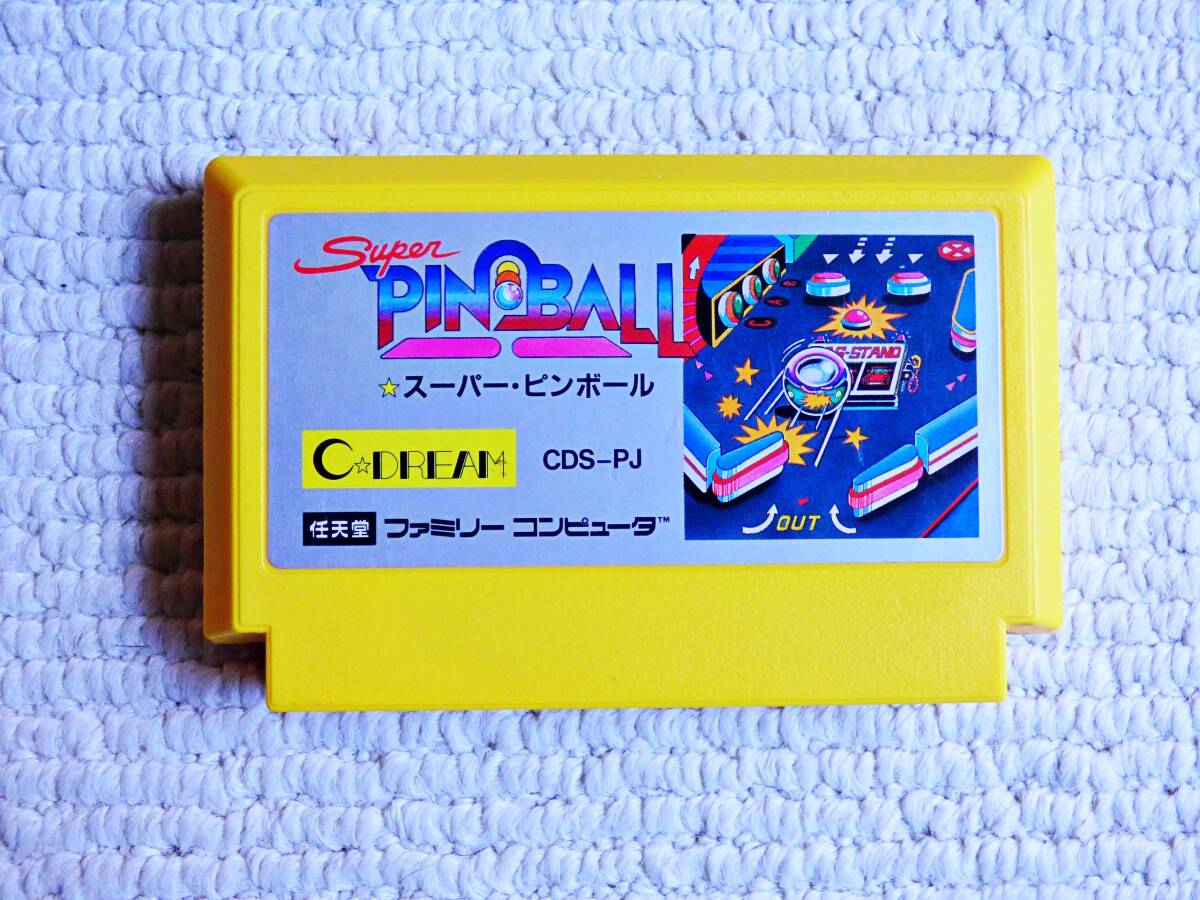 Super
PINBALL
☆スーパー・ピンボール
C☆DREAM
CDS-PJ
任天堂 ファミリー コンピュータ™
C A B
S-STAND
OUT